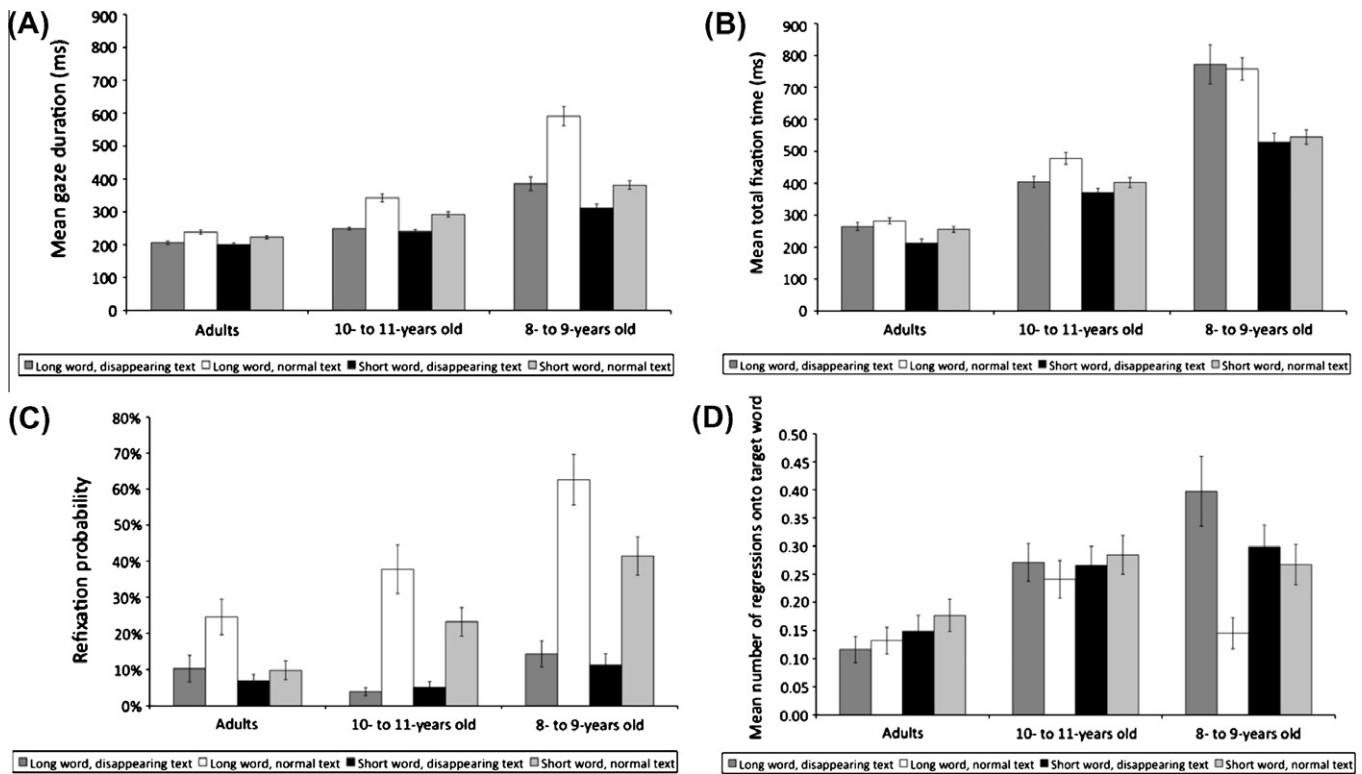 (A)
Mean gaze duration (ms)
900
800
700
600
500
400
300
200
100
0
Adults
10- to 11-years old
8- to 9-years old
Long word, disappearing text Long word, normal text Short word, disappearing text Short word, normal text
(B)
Mean total fixation time (ms)
900
800
700
600
500
400
300
200
100
0
Adults
10- to 11-years old
8- to 9-years old
Long word, disappearing text Long word, normal text Short word, disappearing text Short word, normal text
(C)
Refixation probability
80%
70%
60%
50%
40%
30%
20%
10%
0%
Adults
10- to 11-years old
8- to 9-years old
Long word, disappearing text Long word, normal text Short word, disappearing text Short word, normal text
(D)
Mean number of regressions onto target word
0.50
0.45
0.40
0.35
0.30
0.25
0.20
0.15
0.10
0.05
0.00
Adults
10- to 11-years old
8- to 9-years old
Long word, disappearing text Long word, normal text Short word, disappearing text Short word, normal text